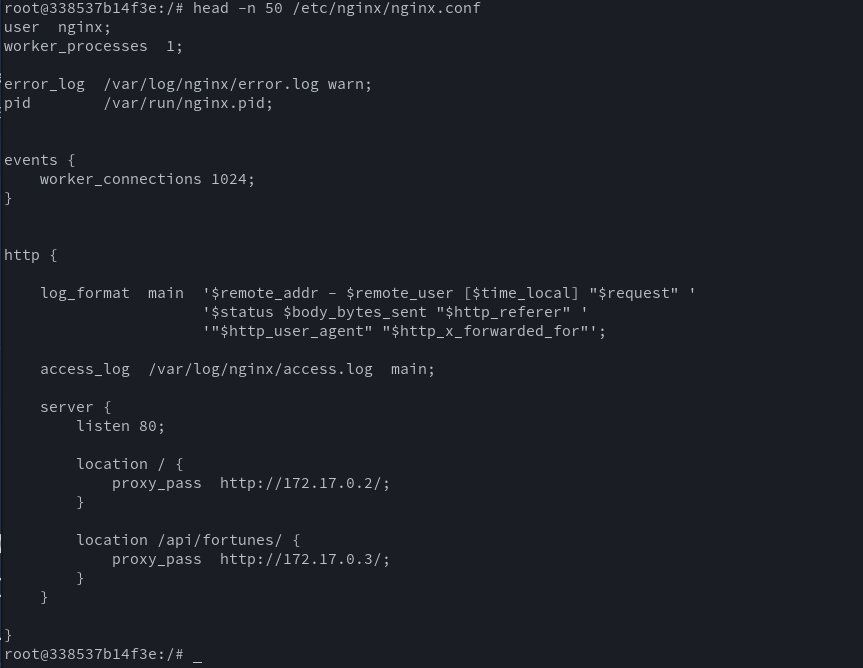 root@338537b14f3e:/# head -n 50 /etc/nginx/nginx.conf
user  nginx;
worker_processes  1;
error_log  /var/log/nginx/error.log warn;
pid        /var/run/nginx.pid;
events {
    worker_connections 1024;
}
http {
    log_format  main  '$remote_addr - $remote_user [$time_local] "$request" '
                      '$status $body_bytes_sent "$http_referer" '
                      '"$http_user_agent" "$http_x_forwarded_for"';
    access_log  /var/log/nginx/access.log  main;
    server {
        listen 80;
        location / {
            proxy_pass  http://172.17.0.2/;
        }
        location /api/fortunes/ {
            proxy_pass  http://172.17.0.3/;
        }
    }
}
root@338537b14f3e:/# _